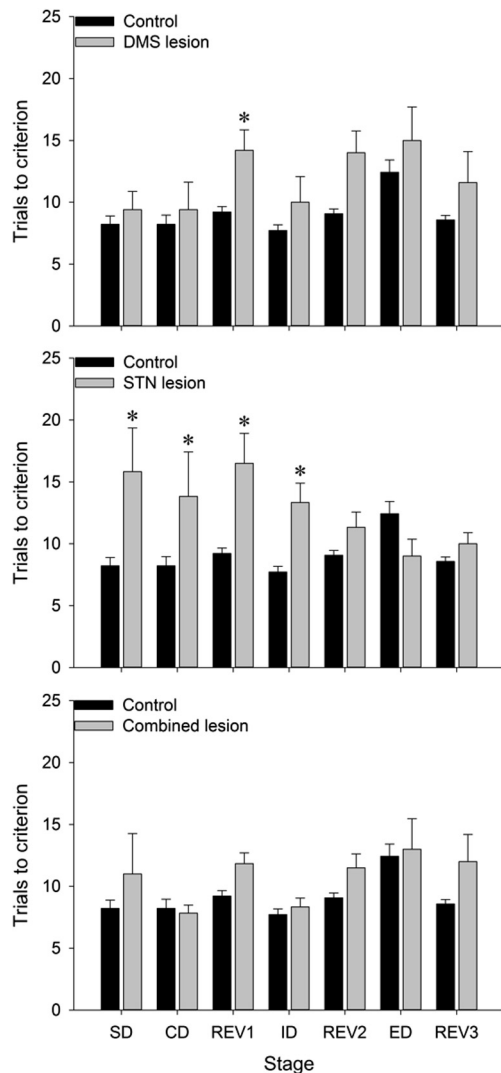 25
Control
DMS lesion
20
*
15
10
5
0
Trials to criterion
25
Control
STN lesion
20
* * * *
15
10
5
0
Trials to criterion
25
Control
Combined lesion
20
15
10
5
0
Trials to criterion
SD CD REV1 ID REV2 ED REV3
Stage